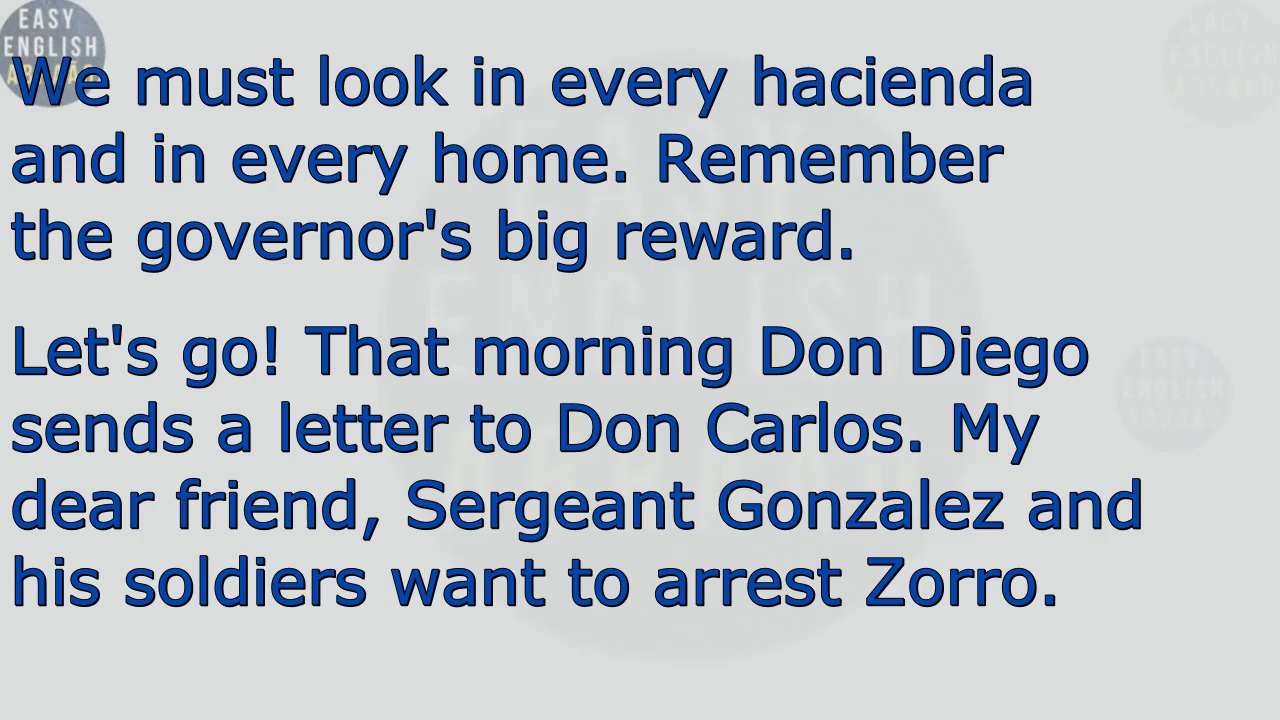 EASY
ENGLISH
We must look in every hacienda
and in every home. Remember
the governor's big reward.
Let's go! That morning Don Diego
sends a letter to Don Carlos. My
dear friend, Sergeant Gonzalez and
his soldiers want to arrest Zorro.